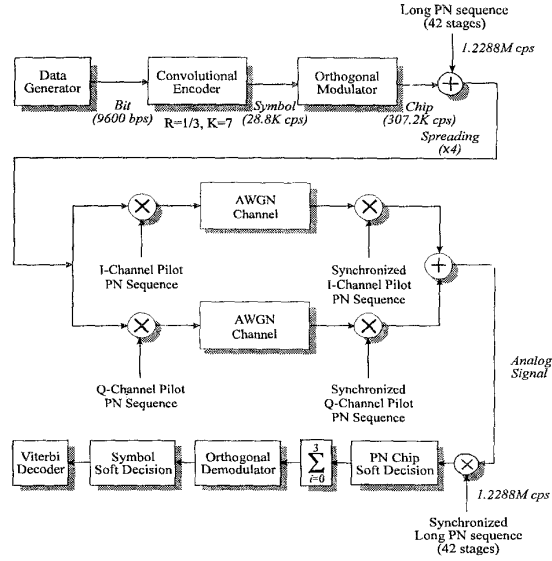 Long PN sequence
(42 stages)
1.2288M cps
Data
Generator
Bit
(9600 bps)
Convolutional
Encoder
R=1/3, K=7
Symbol
(28.8K cps)
Orthogonal
Modulator
Chip
(307.2K cps)
+
Spreading
(x4)
×
AWGN
Channel
×
I-Channel Pilot
PN Sequence
Synchronized
I-Channel Pilot
PN Sequence
+
×
AWGN
Channel
×
Q-Channel Pilot
PN Sequence
Synchronized
Q-Channel Pilot
PN Sequence
Analog
Signal
Viterbi
Decoder
Symbol
Soft Decision
Orthogonal
Demodulator
3
∑
i=0
PN Chip
Soft Decision
×
1.2288M cps
Synchronized
Long PN sequence
(42 stages)